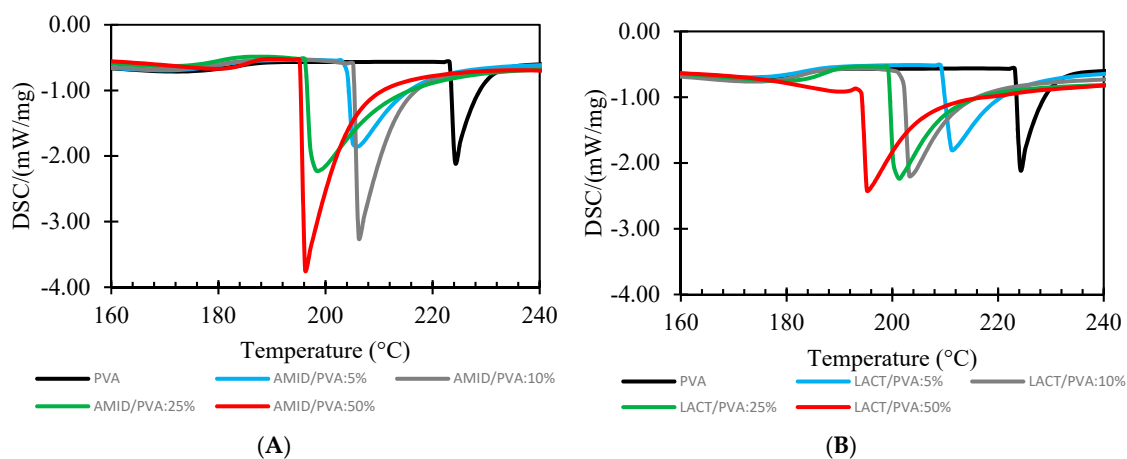 0.00
-1.00
-2.00
-3.00
-4.00
DSC/(mW/mg)
160 180 200 220 240
Temperature (°C)
PVA AMID/PVA:5% AMID/PVA:10%
AMID/PVA:25% AMID/PVA:50%
(A)
0.00
-1.00
-2.00
-3.00
-4.00
DSC/(mW/mg)
160 180 200 220 240
Temperature (°C)
PVA LACT/PVA:5% LACT/PVA:10%
LACT/PVA:25% LACT/PVA:50%
(B)